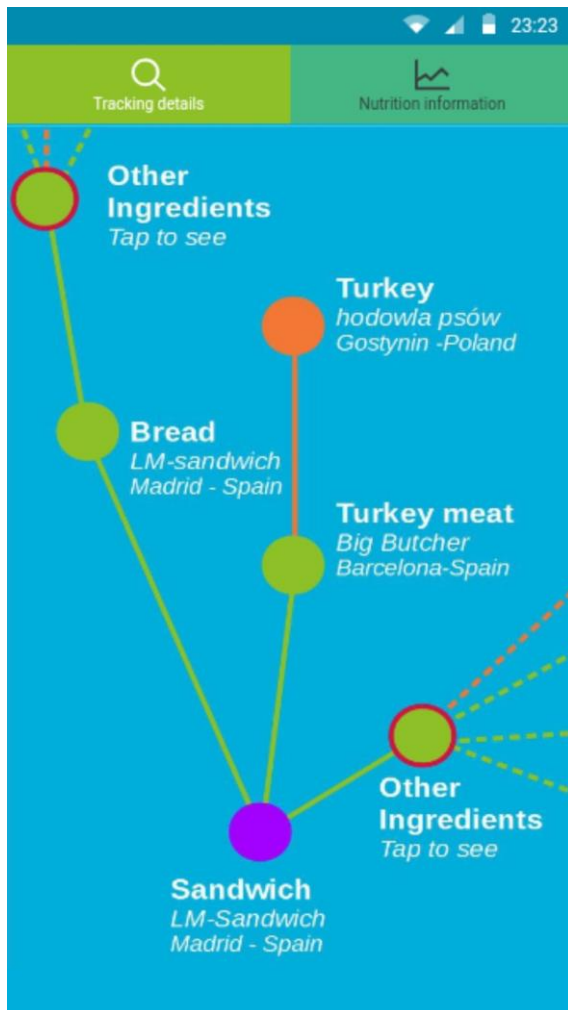 23:23
Tracking details
Nutrition information
Other
Ingredients
Tap to see
Turkey
hodowla psów
Gostynin -Poland
Bread
LM-sandwich
Madrid - Spain
Turkey meat
Big Butcher
Barcelona-Spain
Other
Ingredients
Tap to see
Sandwich
LM-Sandwich
Madrid - Spain